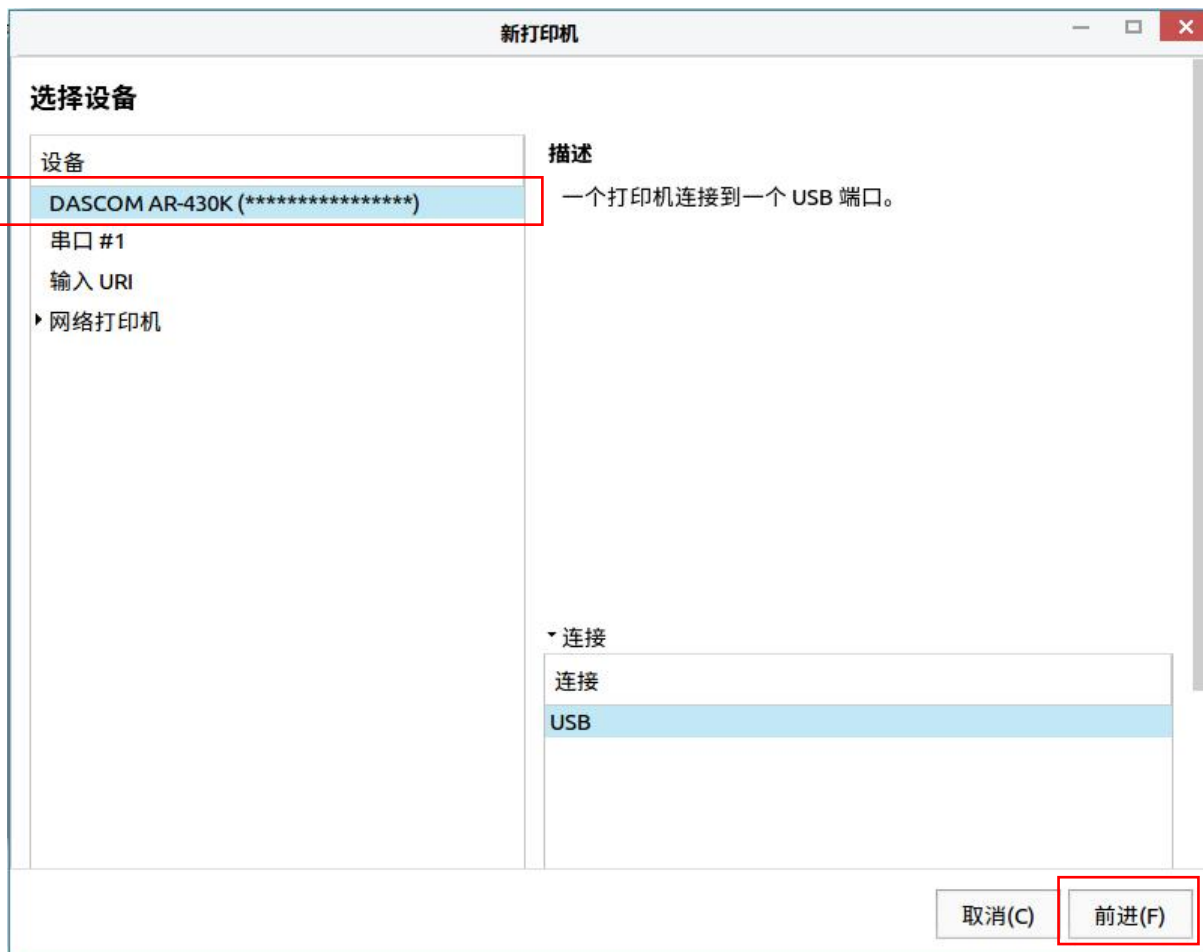 新打印机
选择设备
设备
DASCOM AR-430K (****************)
串口 #1
输入 URI
网络打印机
描述
一个打印机连接到一个 USB 端口。
连接
连接
USB
取消(C)
前进(F)